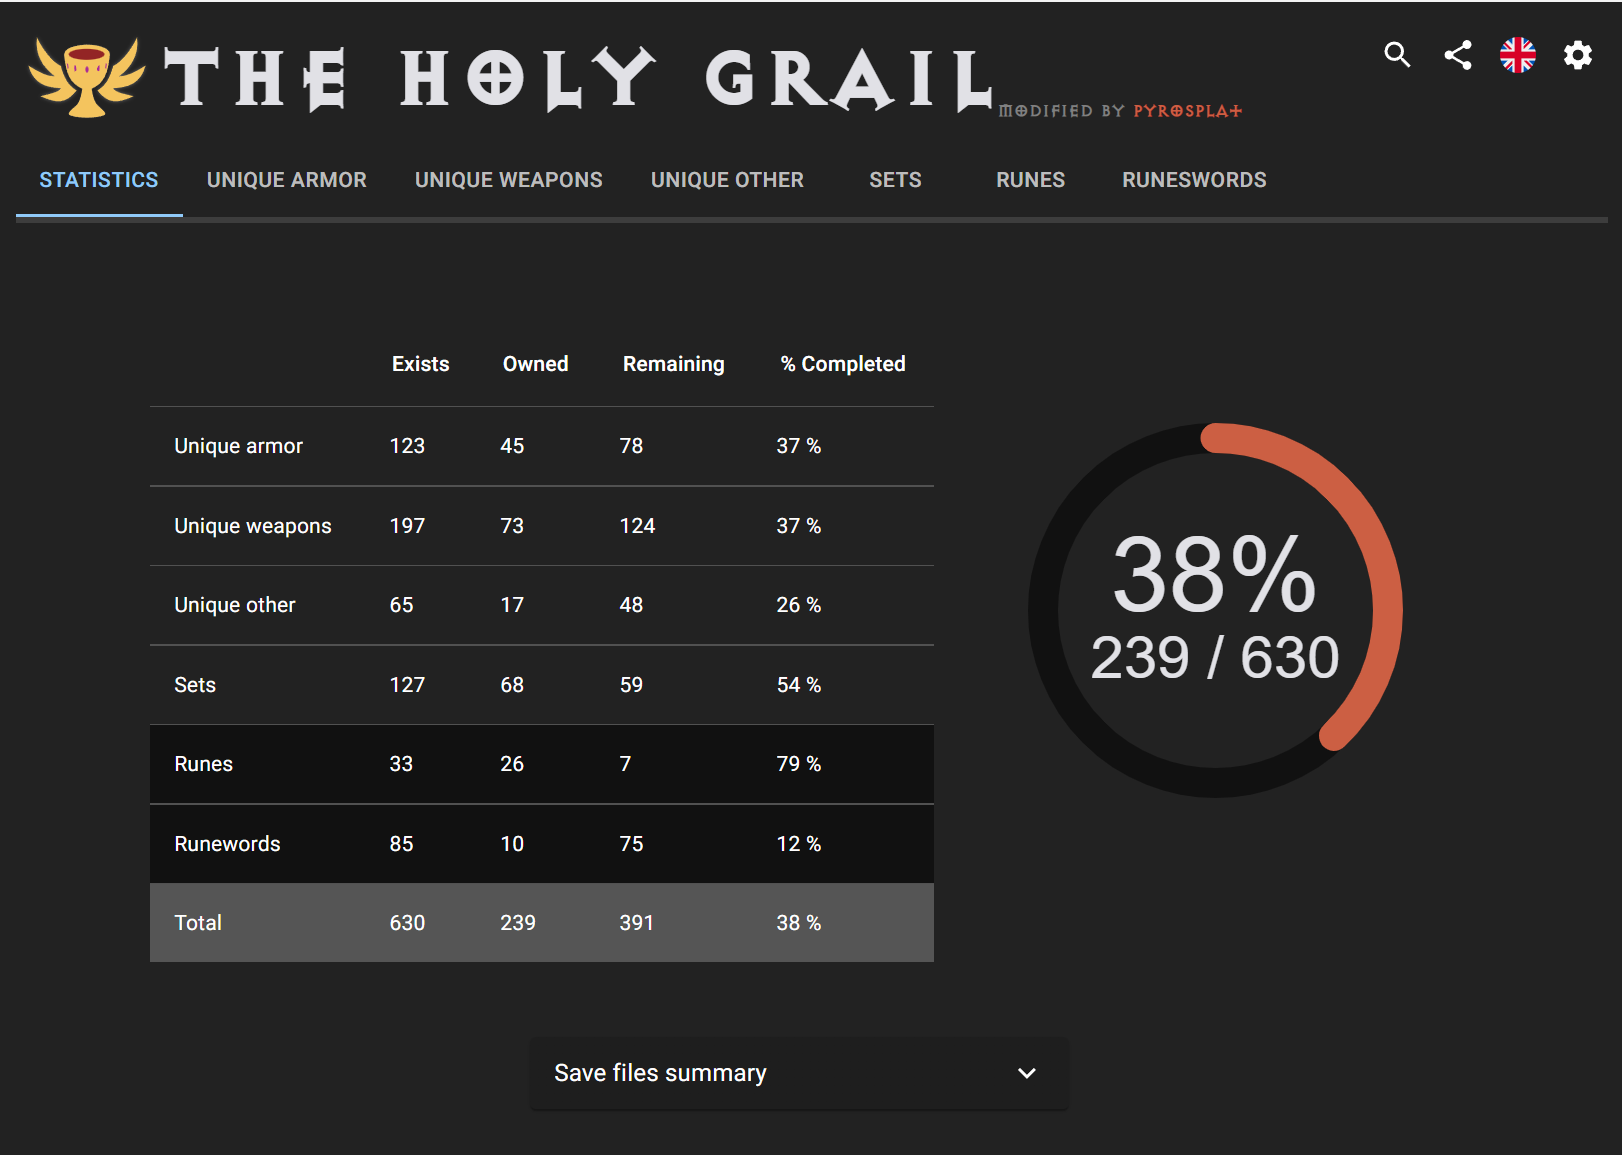 THE HOLY GRAIL
MODIFIED BY PYROSPLAT
STATISTICS UNIQUE ARMOR UNIQUE WEAPONS UNIQUE OTHER SETS RUNES RUNESWORDS
Exists Owned Remaining % Completed
Unique armor 123 45 78 37 %
Unique weapons 197 73 124 37 %
Unique other 65 17 48 26 %
Sets 127 68 59 54 %
Runes 33 26 7 79 %
Runewords 85 10 75 12 %
Total 630 239 391 38 %
38%
239 / 630
Save files summary